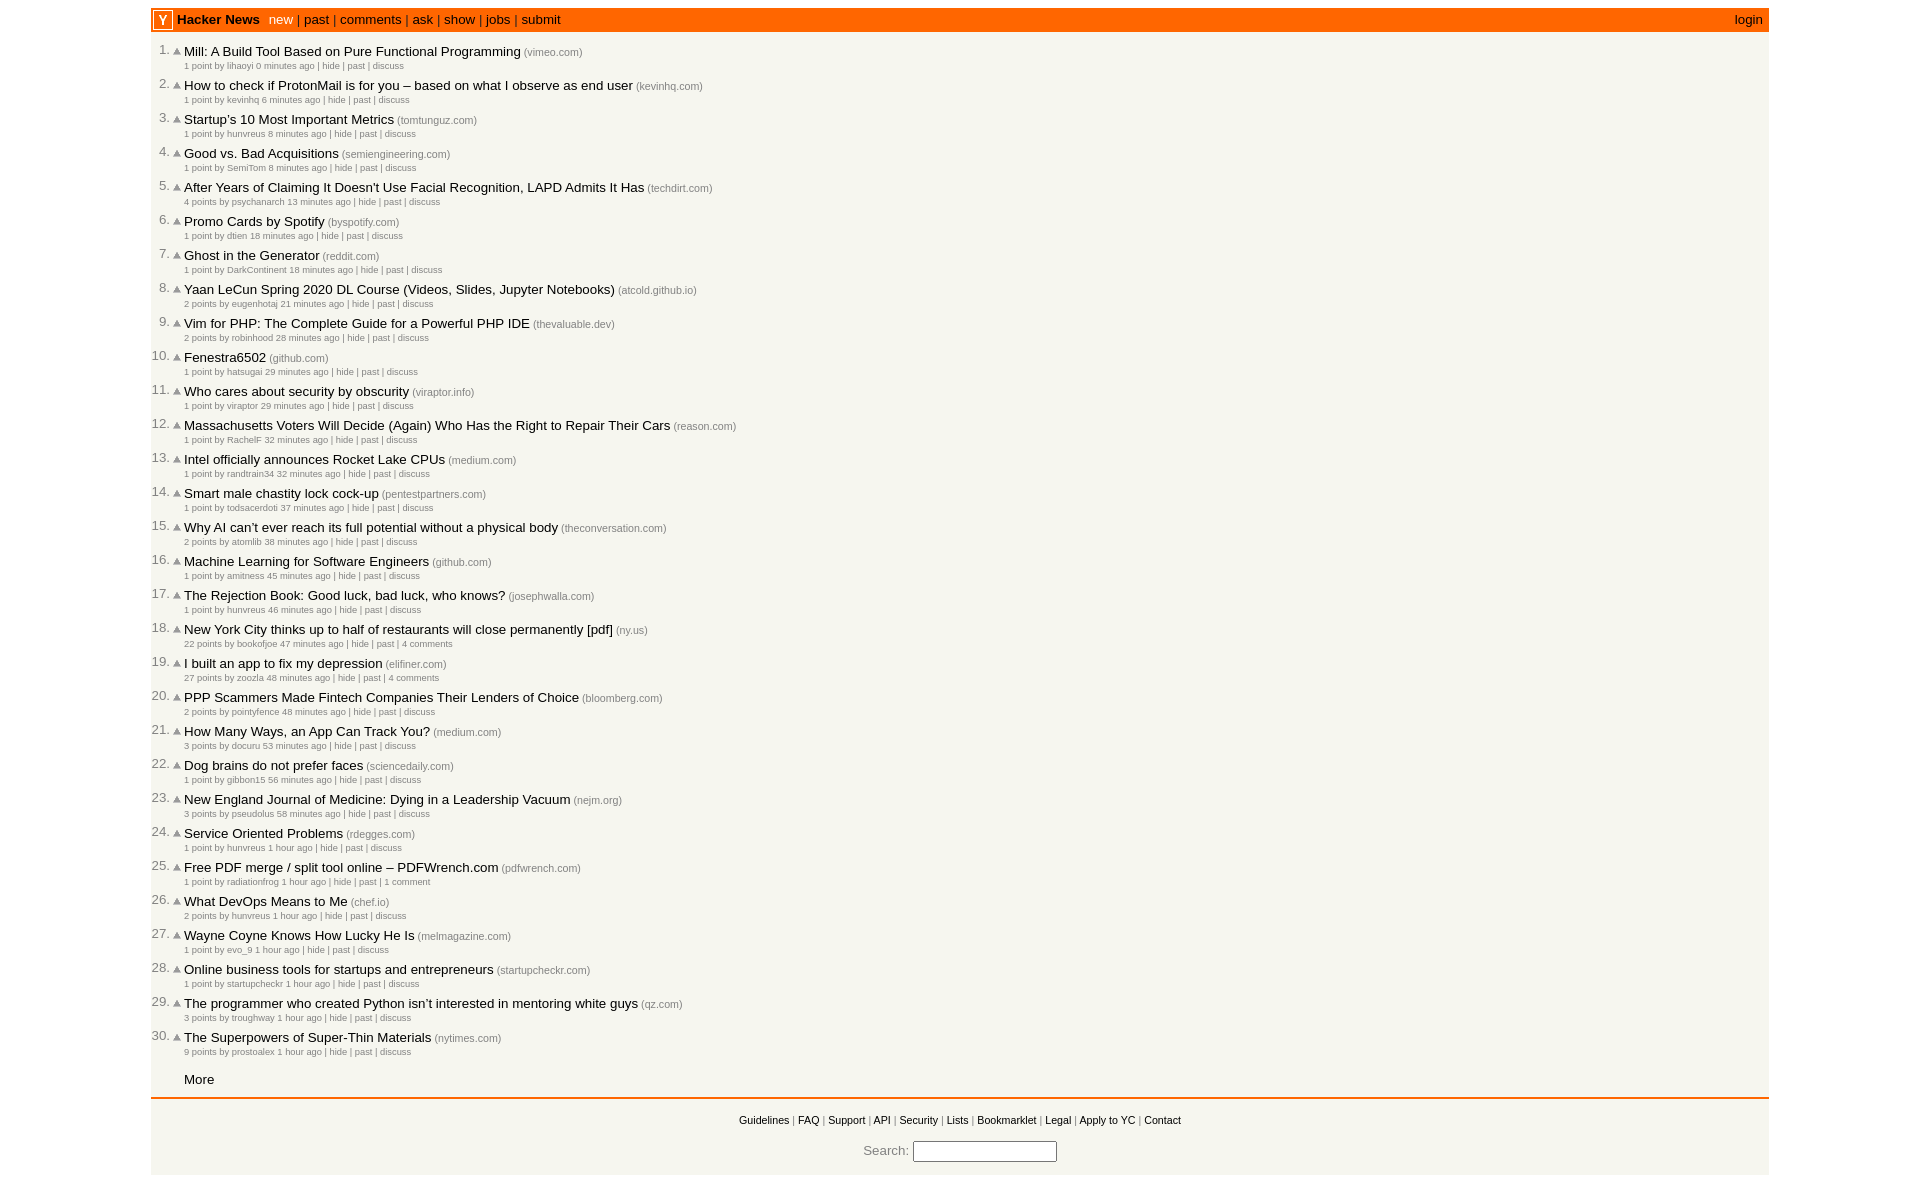 Y Hacker News new | past | comments | ask | show | jobs | submit login
1. Mill: A Build Tool Based on Pure Functional Programming (vimeo.com)
1 point by lihaoyi 0 minutes ago | hide | past | discuss
2. How to check if ProtonMail is for you – based on what I observe as end user (kevinhq.com)
1 point by kevinhq 6 minutes ago | hide | past | discuss
3. Startup’s 10 Most Important Metrics (tomtunguz.com)
1 point by hunvreus 8 minutes ago | hide | past | discuss
4. Good vs. Bad Acquisitions (semiengineering.com)
1 point by SemiTom 8 minutes ago | hide | past | discuss
5. After Years of Claiming It Doesn't Use Facial Recognition, LAPD Admits It Has (techdirt.com)
4 points by psychanarch 13 minutes ago | hide | past | discuss
6. Promo Cards by Spotify (byspotify.com)
1 point by dtien 18 minutes ago | hide | past | discuss
7. Ghost in the Generator (reddit.com)
1 point by DarkContinent 18 minutes ago | hide | past | discuss
8. Yaan LeCun Spring 2020 DL Course (Videos, Slides, Jupyter Notebooks) (atcold.github.io)
2 points by eugenhotaj 21 minutes ago | hide | past | discuss
9. Vim for PHP: The Complete Guide for a Powerful PHP IDE (thevaluable.dev)
2 points by robinhood 28 minutes ago | hide | past | discuss
10. Fenestra6502 (github.com)
1 point by hatsugai 29 minutes ago | hide | past | discuss
11. Who cares about security by obscurity (viraptor.info)
1 point by viraptor 29 minutes ago | hide | past | discuss
12. Massachusetts Voters Will Decide (Again) Who Has the Right to Repair Their Cars (reason.com)
1 point by RachelF 32 minutes ago | hide | past | discuss
13. Intel officially announces Rocket Lake CPUs (medium.com)
1 point by randtrain34 32 minutes ago | hide | past | discuss
14. Smart male chastity lock cock-up (pentestpartners.com)
1 point by todsacerdoti 37 minutes ago | hide | past | discuss
15. Why AI can’t ever reach its full potential without a physical body (theconversation.com)
2 points by atomlib 38 minutes ago | hide | past | discuss
16. Machine Learning for Software Engineers (github.com)
1 point by amitness 45 minutes ago | hide | past | discuss
17. The Rejection Book: Good luck, bad luck, who knows? (josephwalla.com)
1 point by hunvreus 46 minutes ago | hide | past | discuss
18. New York City thinks up to half of restaurants will close permanently [pdf] (ny.us)
22 points by bookofjoe 47 minutes ago | hide | past | 4 comments
19. I built an app to fix my depression (elifiner.com)
27 points by zoozla 48 minutes ago | hide | past | 4 comments
20. PPP Scammers Made Fintech Companies Their Lenders of Choice (bloomberg.com)
2 points by pointyfence 48 minutes ago | hide | past | discuss
21. How Many Ways, an App Can Track You? (medium.com)
3 points by docuru 53 minutes ago | hide | past | discuss
22. Dog brains do not prefer faces (sciencedaily.com)
1 point by gibbon15 56 minutes ago | hide | past | discuss
23. New England Journal of Medicine: Dying in a Leadership Vacuum (nejm.org)
3 points by pseudolus 58 minutes ago | hide | past | discuss
24. Service Oriented Problems (rdegges.com)
1 point by hunvreus 1 hour ago | hide | past | discuss
25. Free PDF merge / split tool online – PDFWrench.com (pdfwrench.com)
1 point by radiationfrog 1 hour ago | hide | past | 1 comment
26. What DevOps Means to Me (chef.io)
2 points by hunvreus 1 hour ago | hide | past | discuss
27. Wayne Coyne Knows How Lucky He Is (melmagazine.com)
1 point by evo_9 1 hour ago | hide | past | discuss
28. Online business tools for startups and entrepreneurs (startupcheckr.com)
1 point by startupcheckr 1 hour ago | hide | past | discuss
29. The programmer who created Python isn’t interested in mentoring white guys (qz.com)
3 points by troughway 1 hour ago | hide | past | discuss
30. The Superpowers of Super-Thin Materials (nytimes.com)
9 points by prostoalex 1 hour ago | hide | past | discuss
More
Guidelines | FAQ | Support | API | Security | Lists | Bookmarklet | Legal | Apply to YC | Contact
Search: